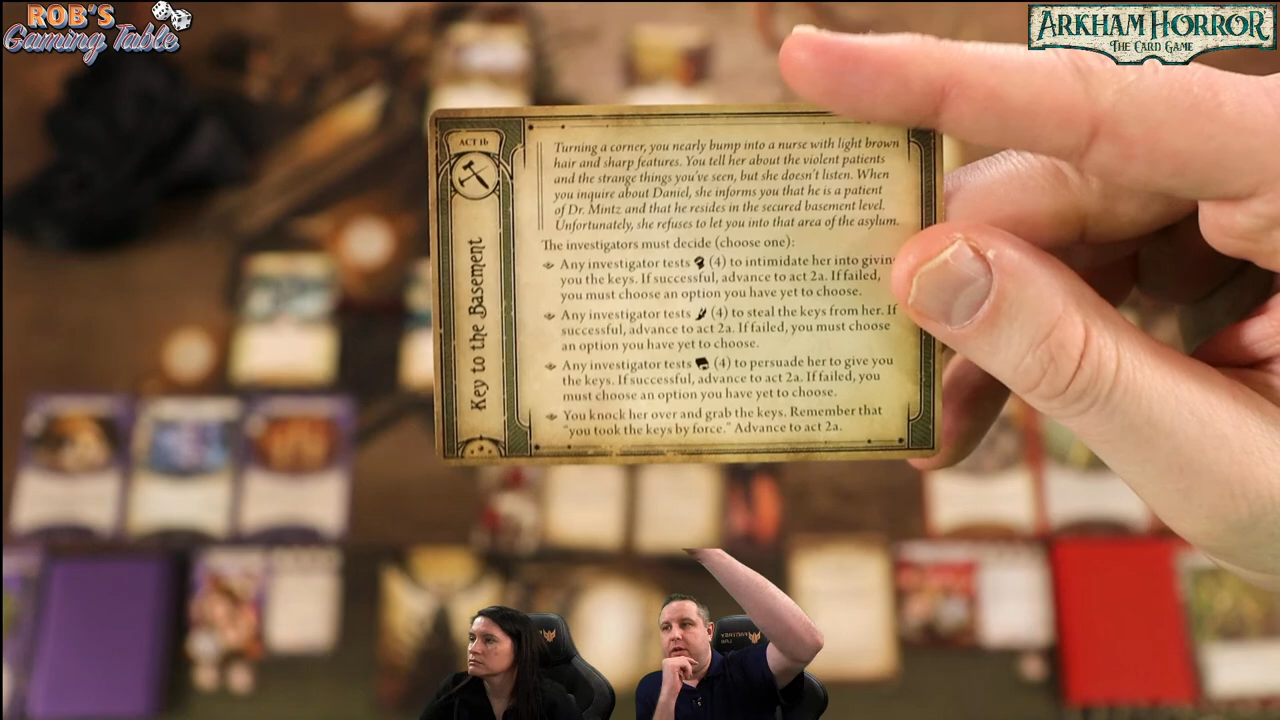 ROB'S
Gaming Table
ARKHAM HORROR
THE CARD GAME
ACT 1b
Key to the Basement
Turning a corner, you nearly bump into a nurse with light brown
hair and sharp features. You tell her about the violent patients
and the strange things you've seen, but she doesn't listen. When
you inquire about Daniel, she informs you that he is a patient
of Dr. Mintz and that he resides in the secured basement level.
Unfortunately, she refuses to let you into that area of the asylum.
The investigators must decide (choose one):
Any investigator tests (4) to intimidate her into givin
you the keys. If successful, advance to act 2a. If failed,
you must choose an option you have yet to choose.
Any investigator tests (4) to steal the keys from her. If
successful, advance to act 2a. If failed, you must choose
an option you have yet to choose.
Any investigator tests (4) to persuade her to give you
the keys. If successful, advance to act 2a. If failed, you
must choose an option you have yet to choose.
You knock her over and grab the keys. Remember that
"you took the keys by force." Advance to act 2a.